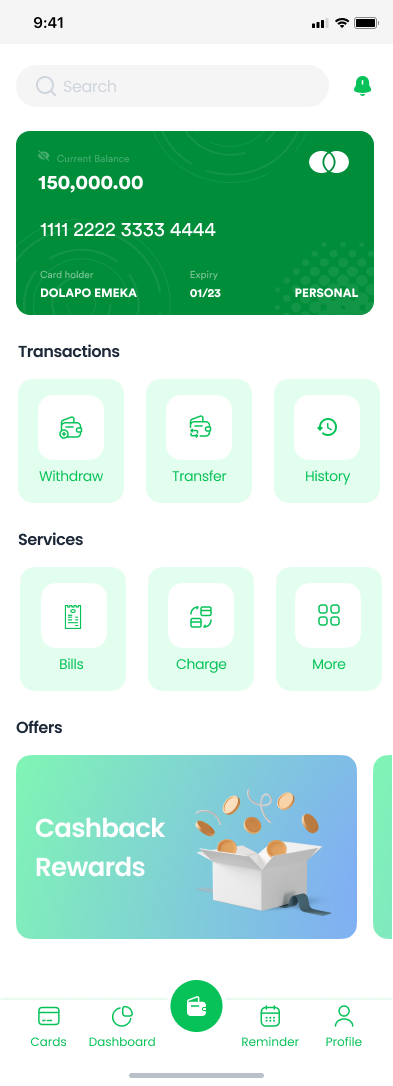 9:41
Search
Current Balance
150,000.00
1111 2222 3333 4444
Card holder
Expiry
DOLAPO EMEKA
01/23
PERSONAL
Transactions
Withdraw
Transfer
History
Services
Bills
Charge
More
Offers
Cashback
Rewards
Cards
Dashboard
Reminder
Profile